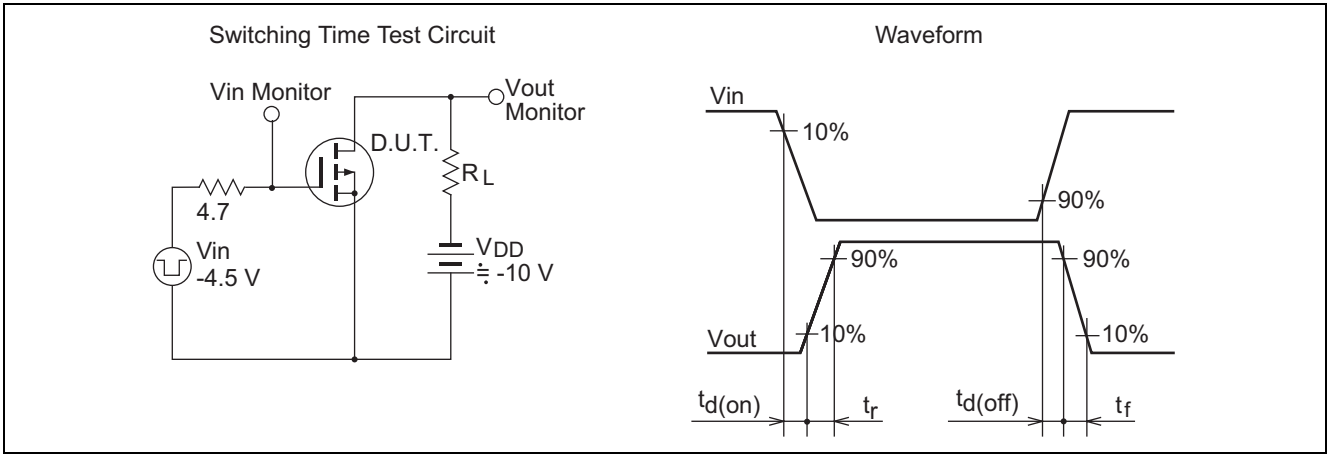 Switching Time Test Circuit
Vin Monitor
Vout
Monitor
D.U.T.
RL
4.7
Vin
-4.5 V
VDD
≒ -10 V
Waveform
Vin
10%
90%
90%
90%
Vout
10%
10%
td(on)
tr
td(off)
tf